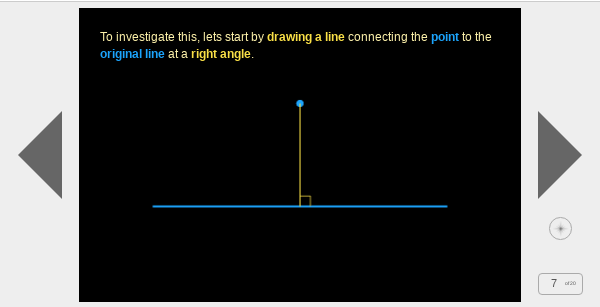 To investigate this, lets start by drawing a line connecting the point to the
original line at a right angle.
7 of 20